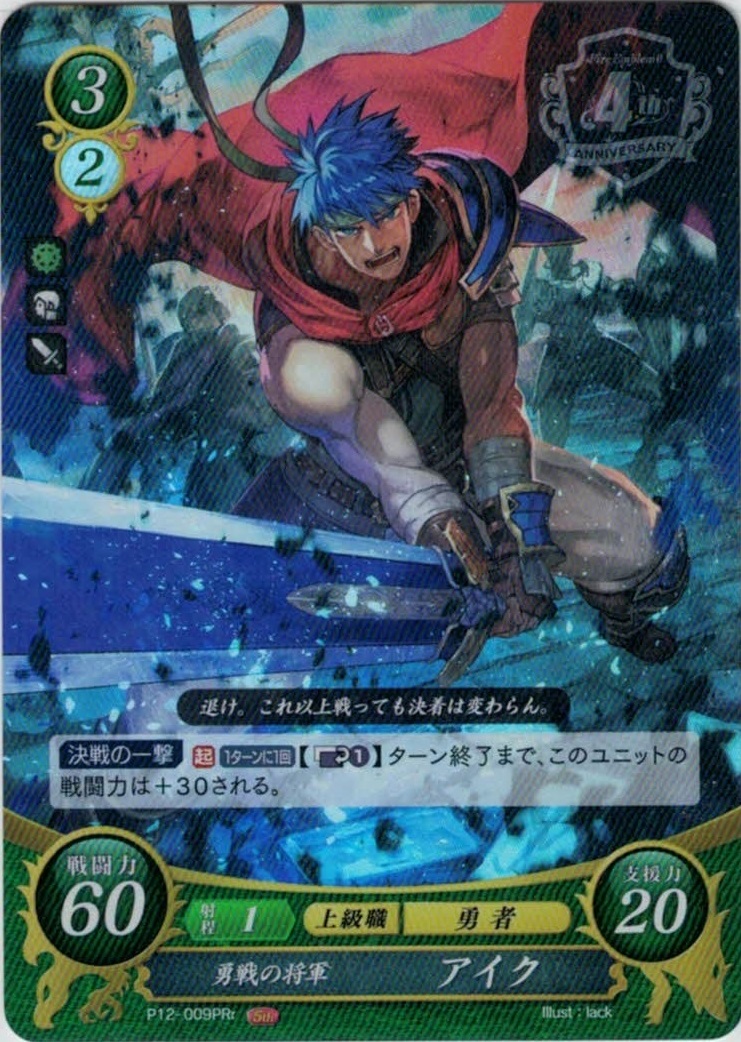 3
2
Fire Emblem 0
4th
ANNIVERSARY
退け。これ以上戦っても決着は変わらん。
決戦の一撃 起 1ターンに1回【1】ターン終了まで、このユニットの
戦闘力は+30される。
戦闘力
60
射程 1
上級職 勇者
支援力
20
勇戦の将軍 アイク
P12-009PRr 5th
Illust:lack